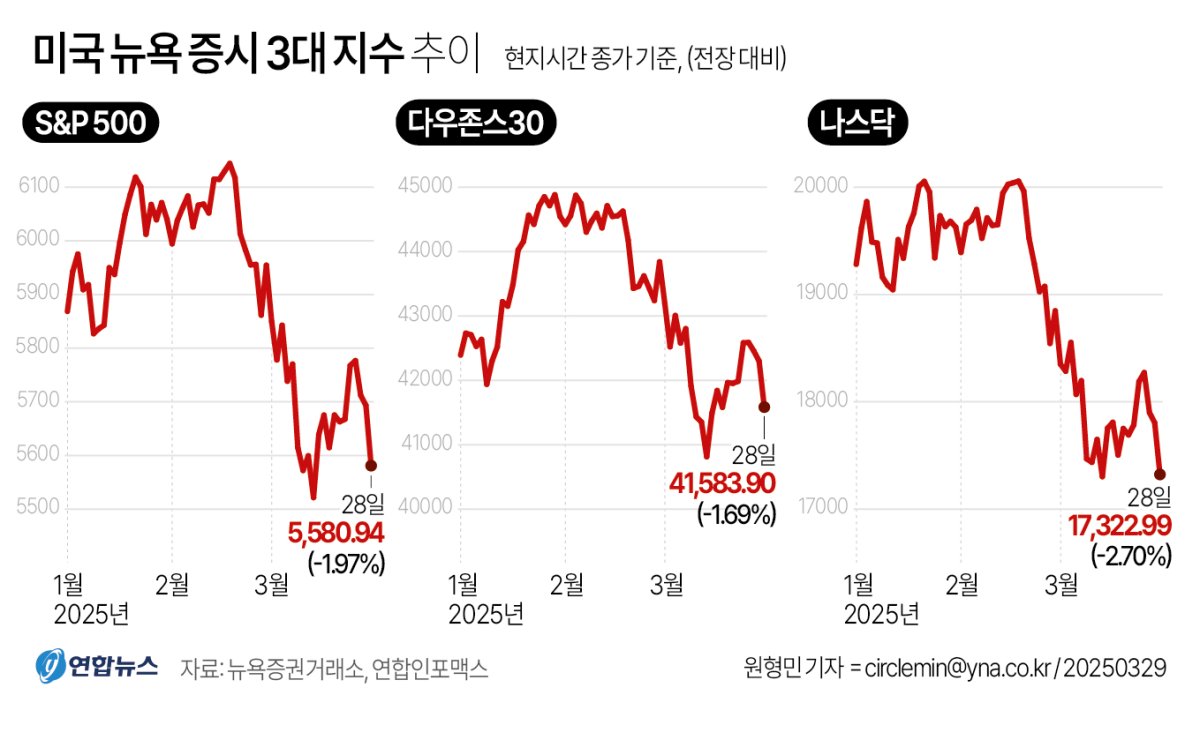 미국 뉴욕 증시 3대 지수 추이 현지시간 종가 기준, (전장 대비)
S&P 500
6100
6000
5900
5800
5700
5600
5500
28일
5,580.94
(-1.97%)
1월 2월 3월
2025년
다우존스30
45000
44000
43000
42000
41000
40000
28일
41,583.90
(-1.69%)
1월 2월 3월
2025년
나스닥
20000
19000
18000
17000
28일
17,322.99
(-2.70%)
1월 2월 3월
2025년
y 연합뉴스 자료: 뉴욕증권거래소, 연합인포맥스
원형민 기자 = circlemin@yna.co.kr / 20250329